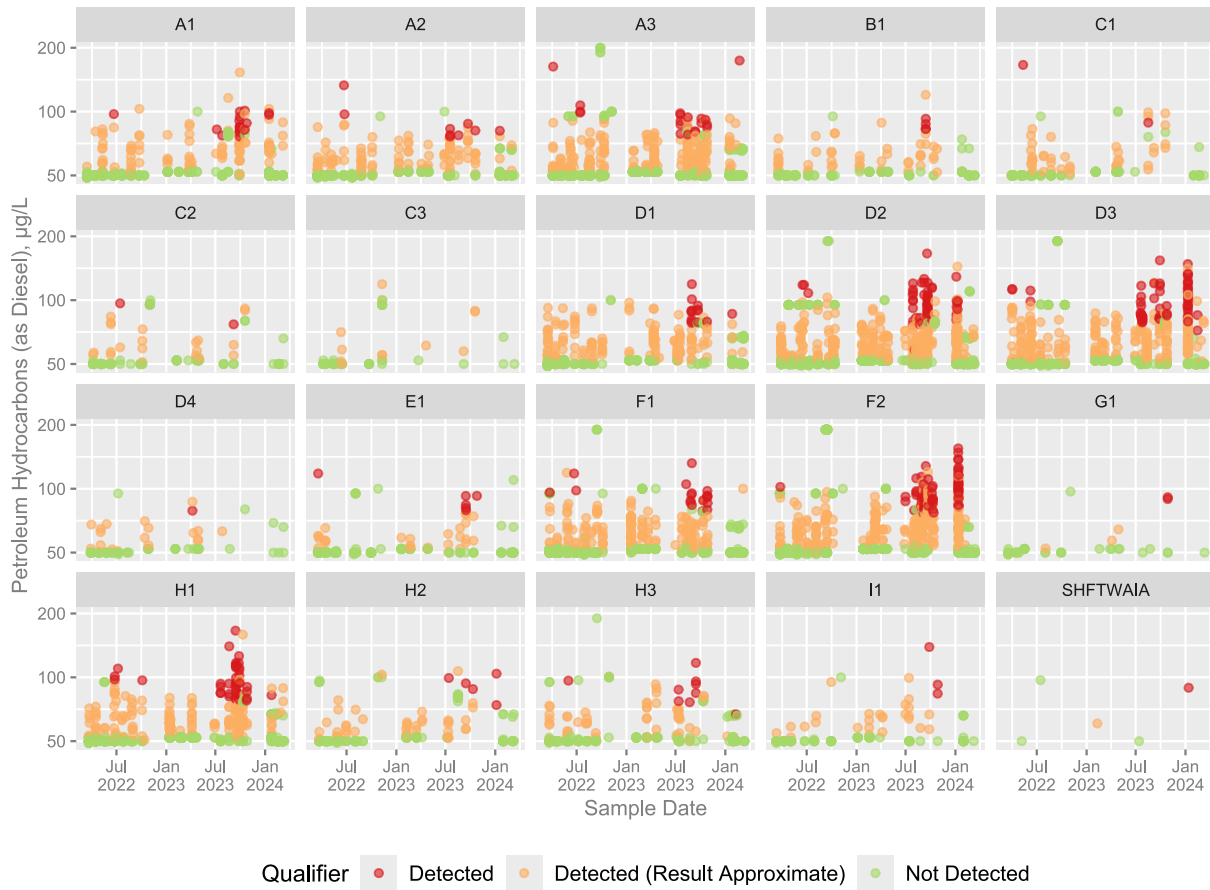 A1 A2 A3 B1 C1
200
100
50
C2 C3 D1 D2 D3
200
100
50
D4 E1 F1 F2 G1
200
100
50
H1 H2 H3 I1 SHFTWAIA
200
100
50
Petroleum Hydrocarbons (as Diesel), µg/L
Jul Jan Jul Jan Jul Jan Jul Jan Jul Jan Jul Jan Jul Jan Jul Jan Jul Jan Jul Jan
2022 2023 2023 2024 2022 2023 2023 2024 2022 2023 2023 2024 2022 2023 2023 2024 2022 2023 2023 2024
Sample Date
Qualifier Detected Detected (Result Approximate) Not Detected